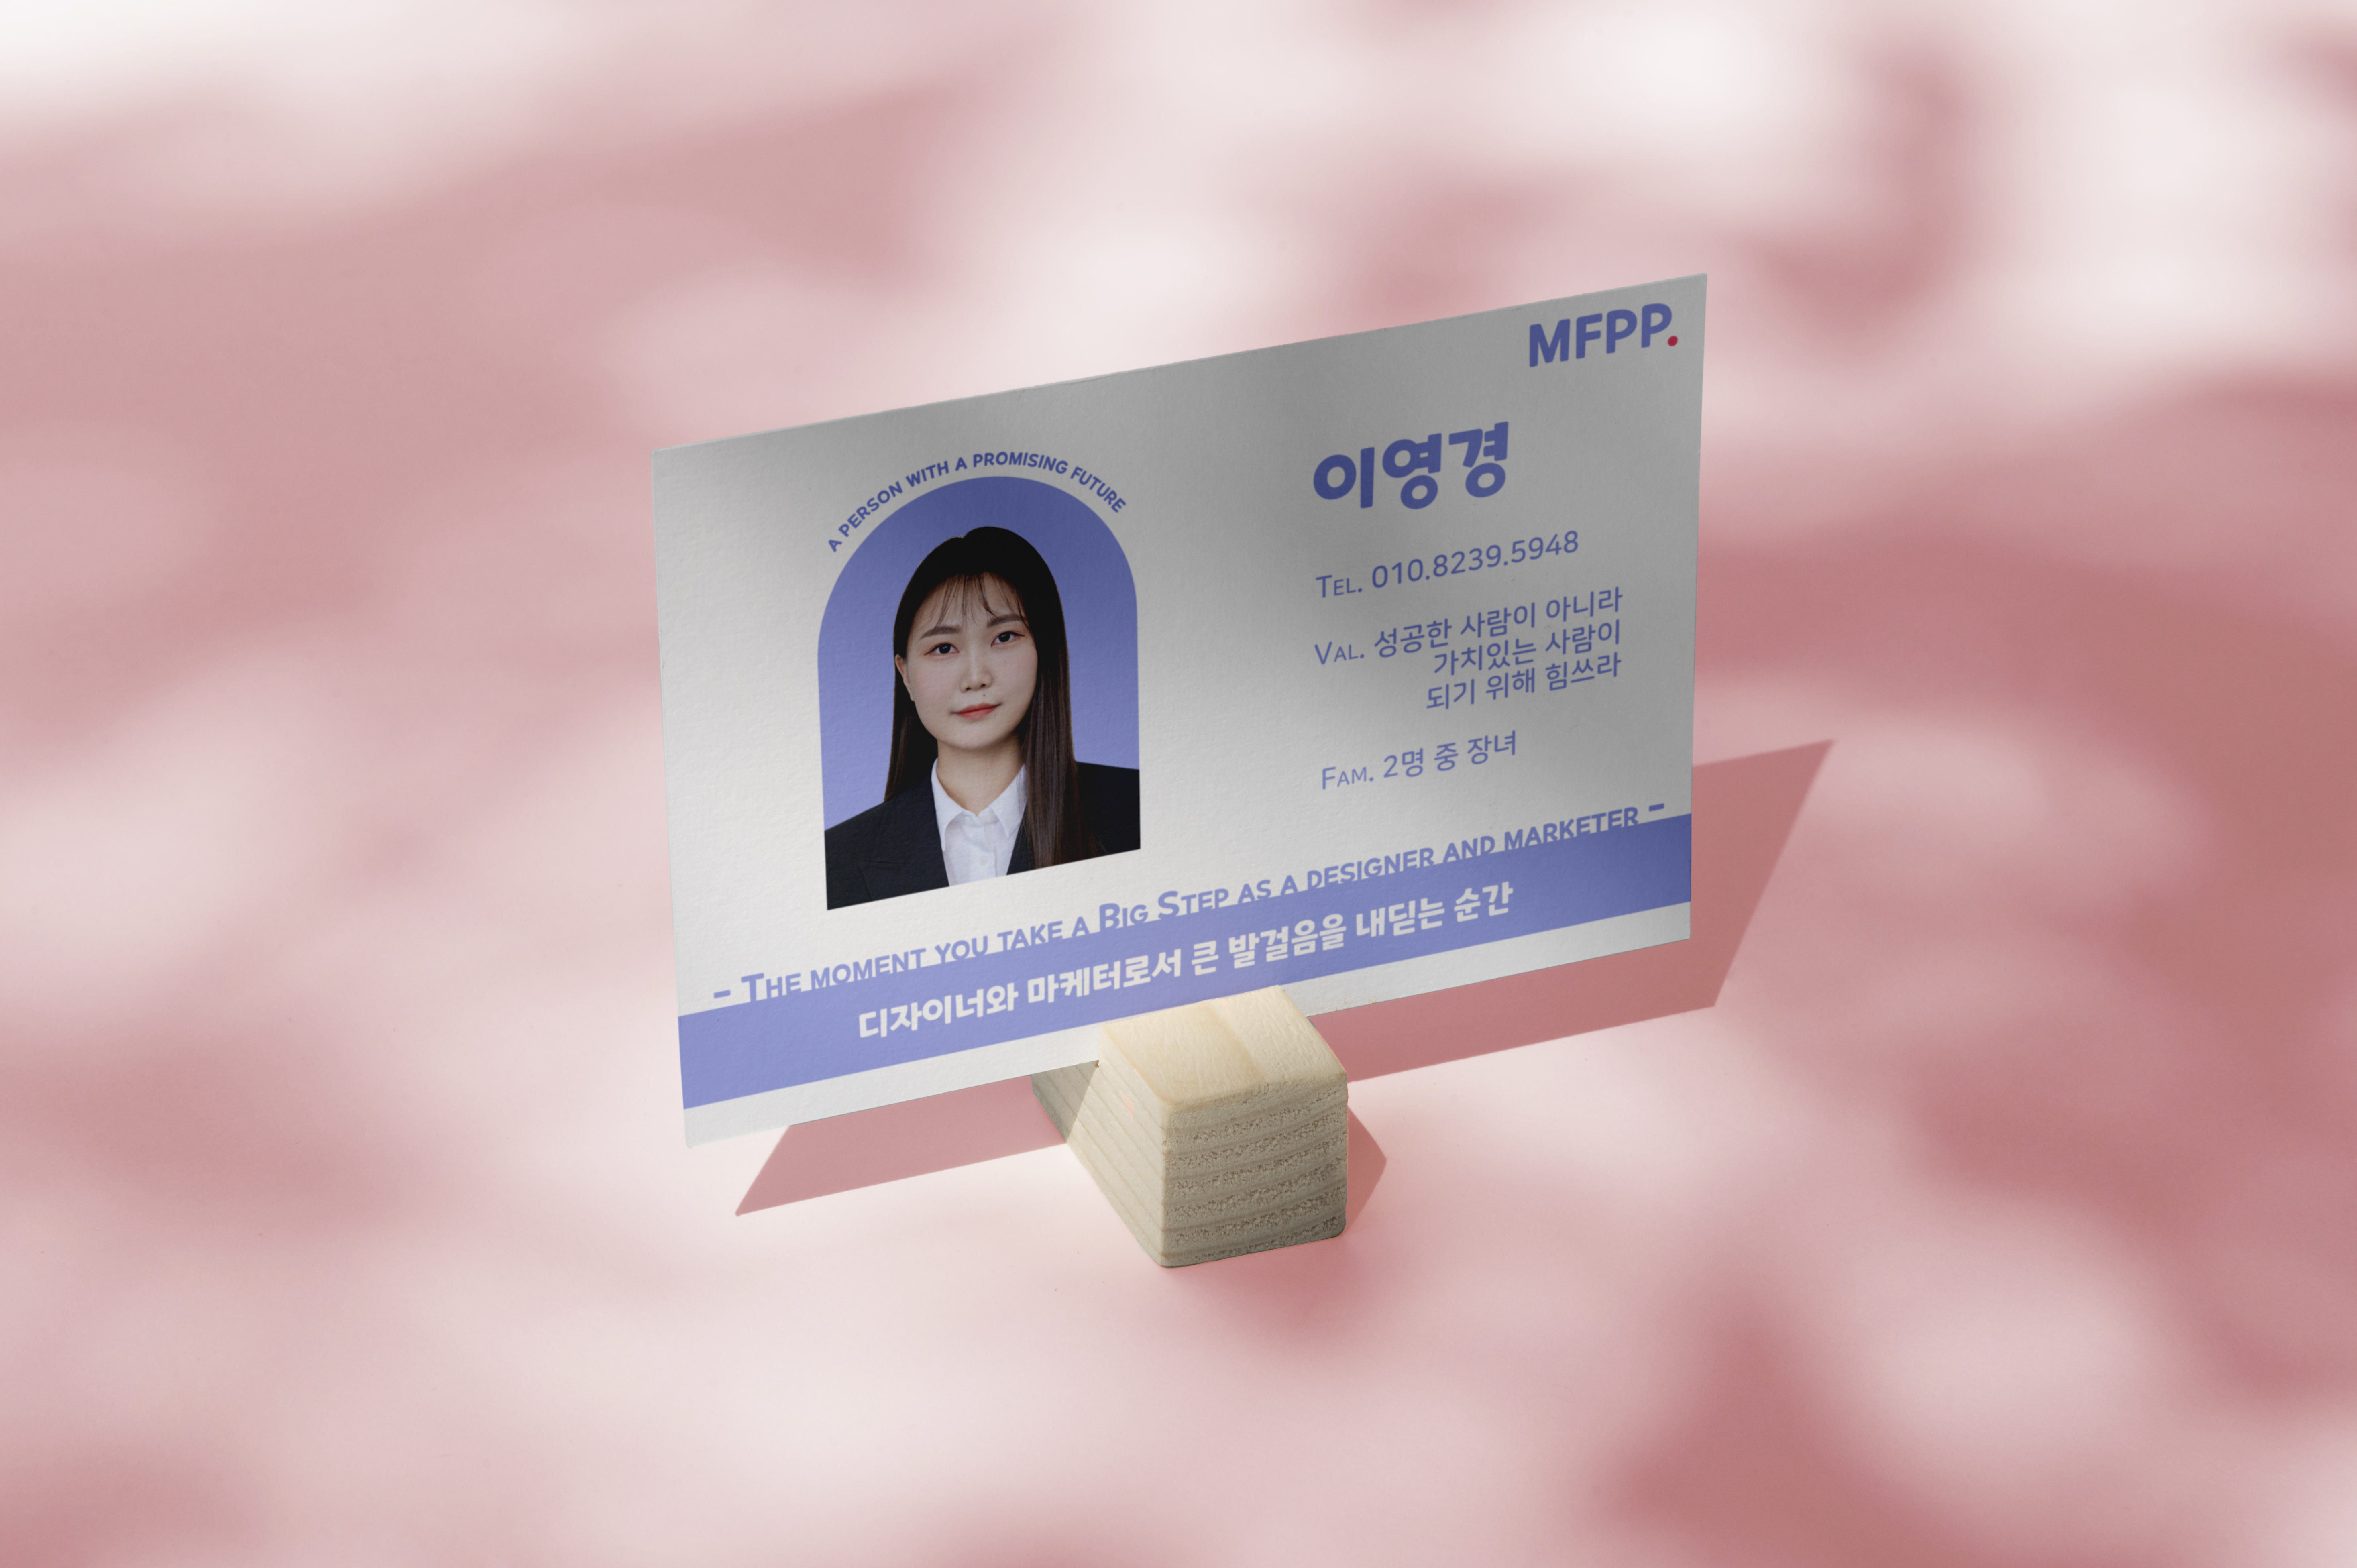 MFPP.
A PERSON WITH A PROMISING FUTURE
이영경
TEL. 010.8239.5948
VAL. 성공한 사람이 아니라
가치있는 사람이
되기 위해 힘쓰라
FAM. 2명 중 장녀
- THE MOMENT YOU TAKE A BIG STEP AS A DESIGNER AND MARKETER -
디자이너와 마케터로서 큰 발걸음을 내딛는 순간